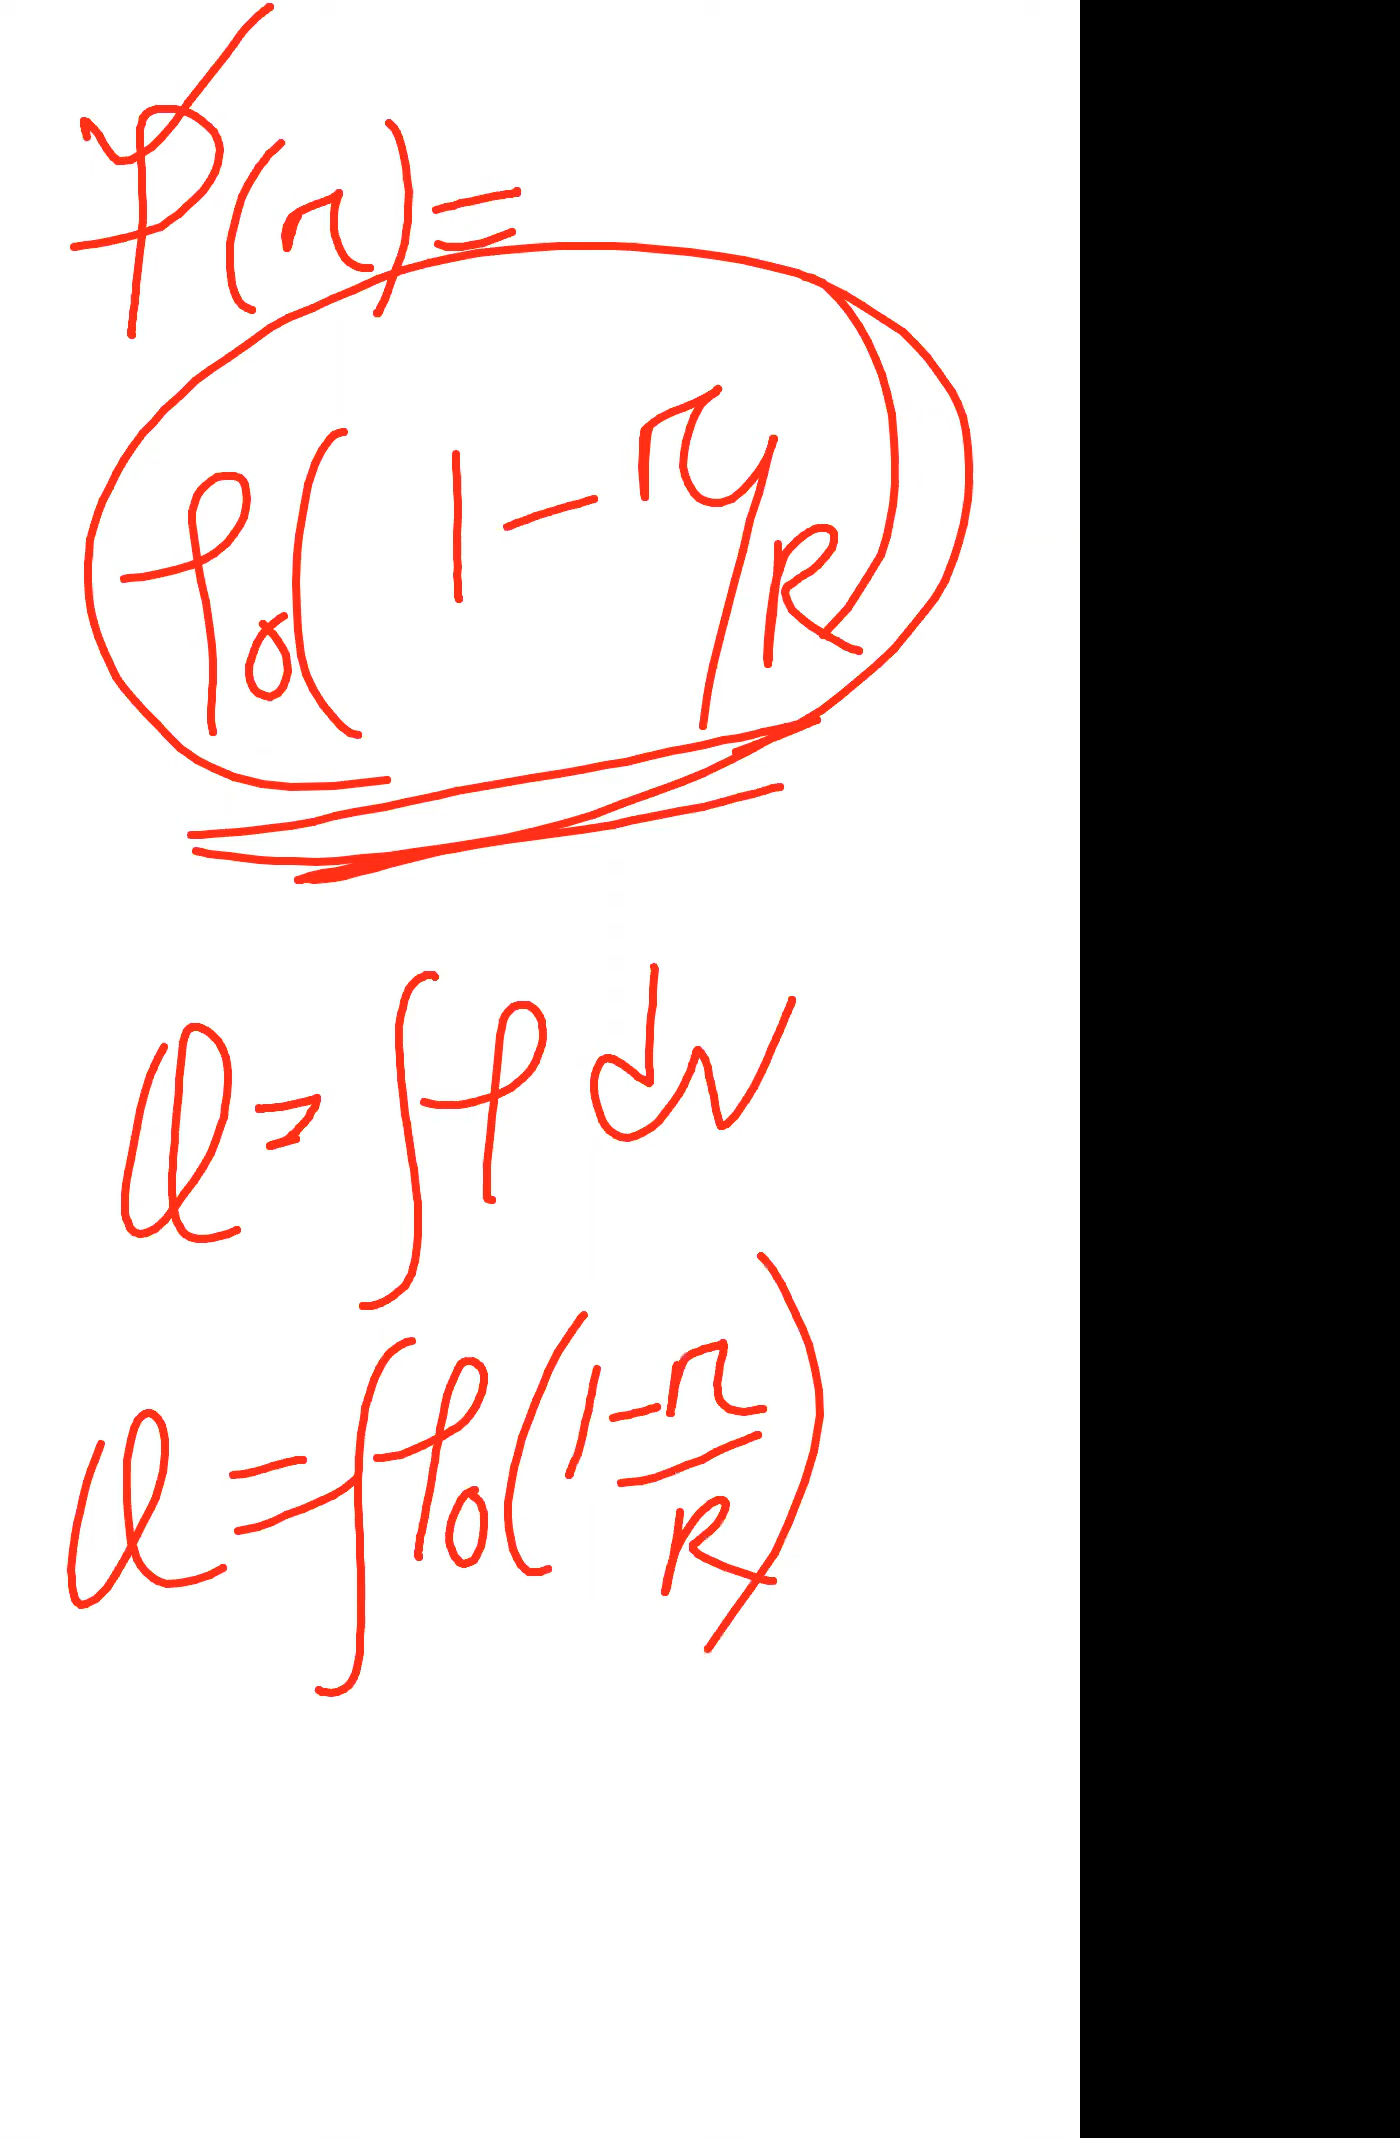 ρ(r) =
ρ₀(1 − r/R)
Q = ∫ρ dv
Q = ∫ρ₀(1 − r/R)